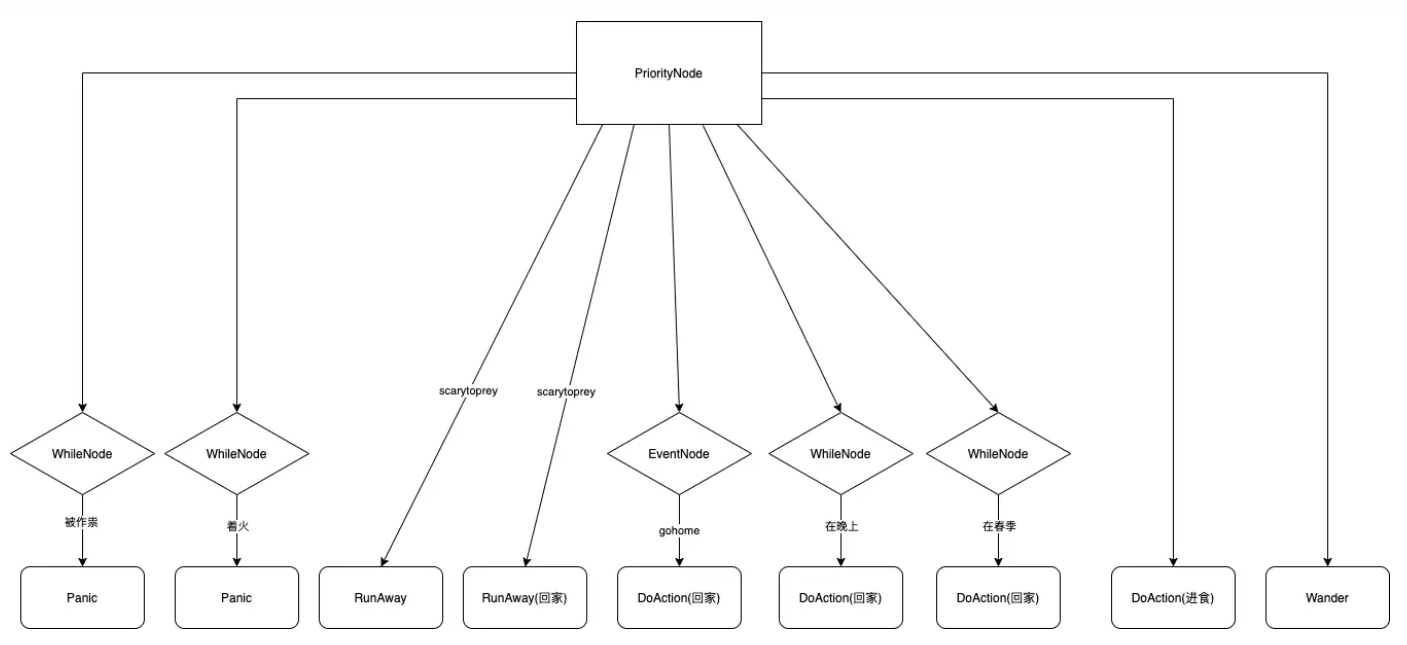 PriorityNode
scarytoprey
scarytoprey
WhileNode
WhileNode
EventNode
WhileNode
WhileNode
被作祟
着火
gohome
在晚上
在春季
Panic
Panic
RunAway
RunAway(回家)
DoAction(回家)
DoAction(回家)
DoAction(回家)
DoAction(进食)
Wander